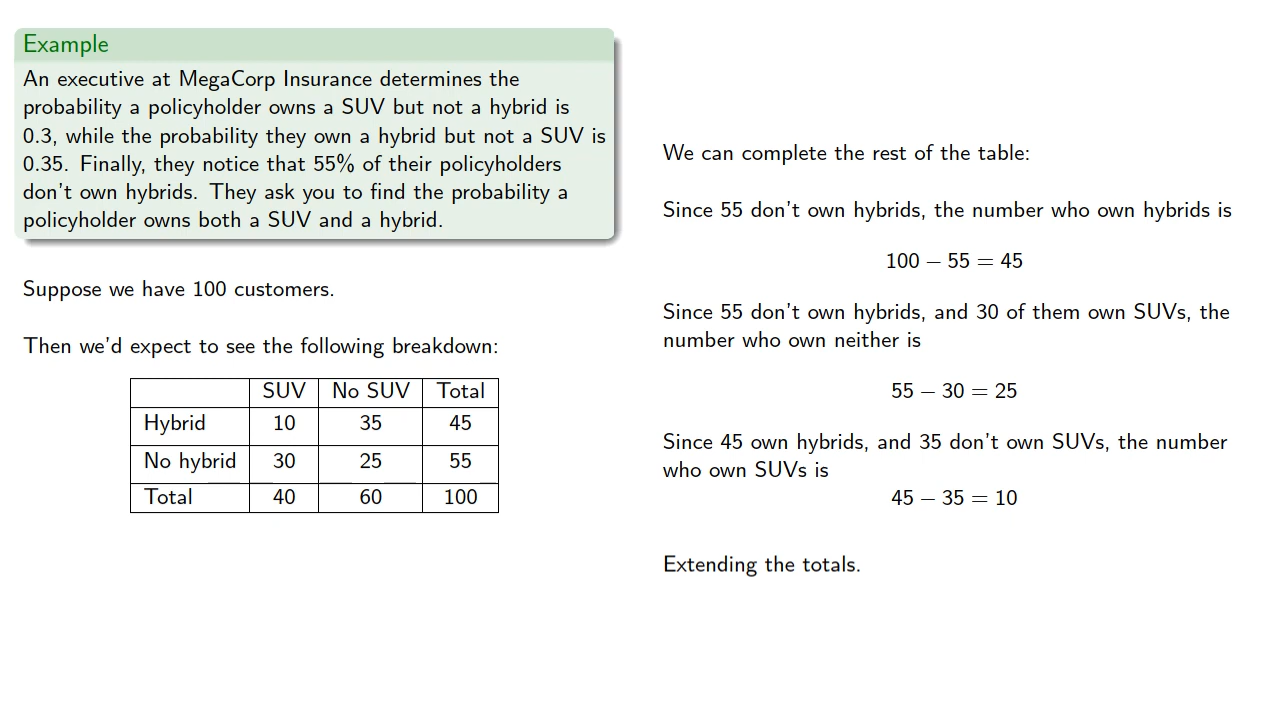 Example
An executive at MegaCorp Insurance determines the
probability a policyholder owns a SUV but not a hybrid is
0.3, while the probability they own a hybrid but not a SUV is
0.35. Finally, they notice that 55% of their policyholders
don't own hybrids. They ask you to find the probability a
policyholder owns both a SUV and a hybrid.
Suppose we have 100 customers.
Then we'd expect to see the following breakdown:
SUV No SUV Total
Hybrid 10 35 45
No hybrid 30 25 55
Total 40 60 100
We can complete the rest of the table:
Since 55 don't own hybrids, the number who own hybrids is
100 − 55 = 45
Since 55 don't own hybrids, and 30 of them own SUVs, the
number who own neither is
55 − 30 = 25
Since 45 own hybrids, and 35 don't own SUVs, the number
who own SUVs is
45 − 35 = 10
Extending the totals.